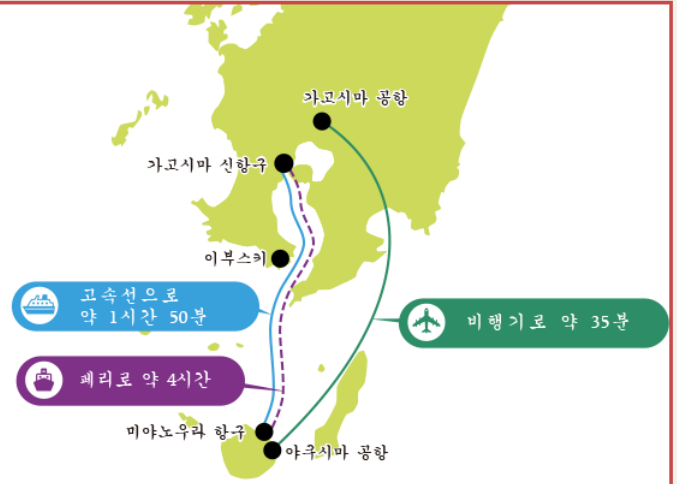 가고시마 공항
가고시마 신항구
이부스키
고속선으로
약 1시간 50분
비행기로 약 35분
페리로 약 4시간
미야노우라 항구
야쿠시마 공항